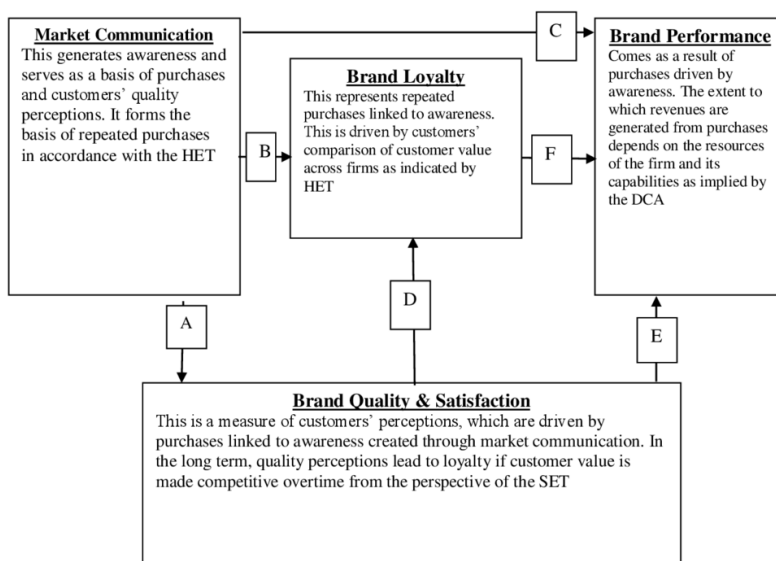 Market Communication
This generates awareness and
serves as a basis of purchases
and customers’ quality
perceptions. It forms the
basis of repeated purchases
in accordance with the HET
C
Brand Performance
Comes as a result of
purchases driven by
awareness. The extent to
which revenues are
generated from purchases
depends on the resources
of the firm and its
capabilities as implied by
the DCA
Brand Loyalty
This represents repeated
purchases linked to awareness.
This is driven by customers’
comparison of customer value
across firms as indicated by
HET
B
F
A
D
E
Brand Quality & Satisfaction
This is a measure of customers’ perceptions, which are driven by
purchases linked to awareness created through market communication. In
the long term, quality perceptions lead to loyalty if customer value is
made competitive overtime from the perspective of the SET